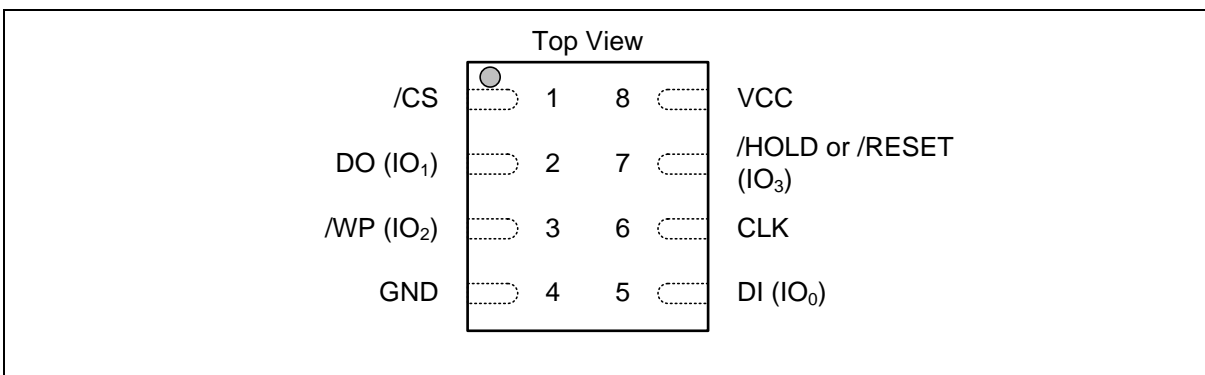 Top View
/CS 1 8 VCC
DO (IO₁) 2 7 /HOLD or /RESET
(IO₃)
/WP (IO₂) 3 6 CLK
GND 4 5 DI (IO₀)